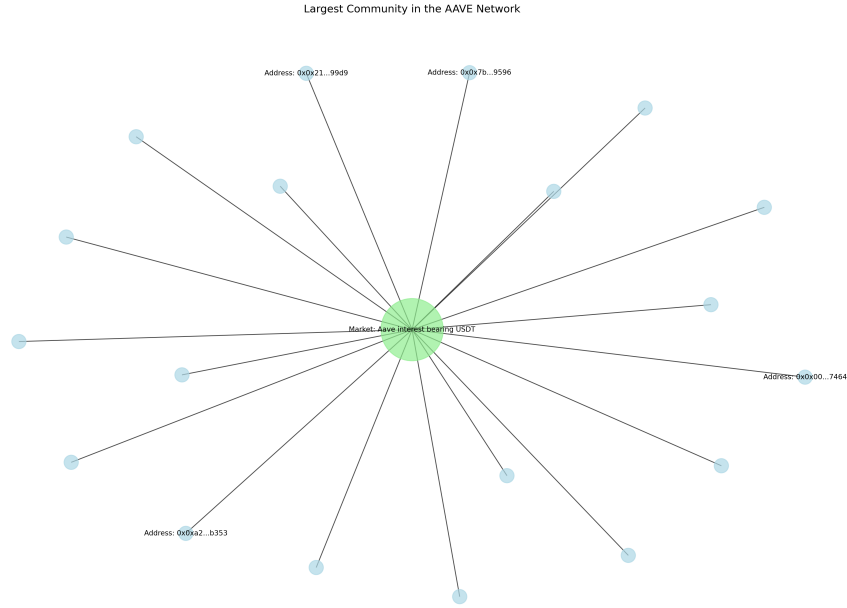 Largest Community in the AAVE Network
Address: 0x0x21...99d9
Address: 0x0x7b...9596
Market: Aave interest bearing USDT
Address: 0x0x00...7464
Address: 0x0xa2...b353